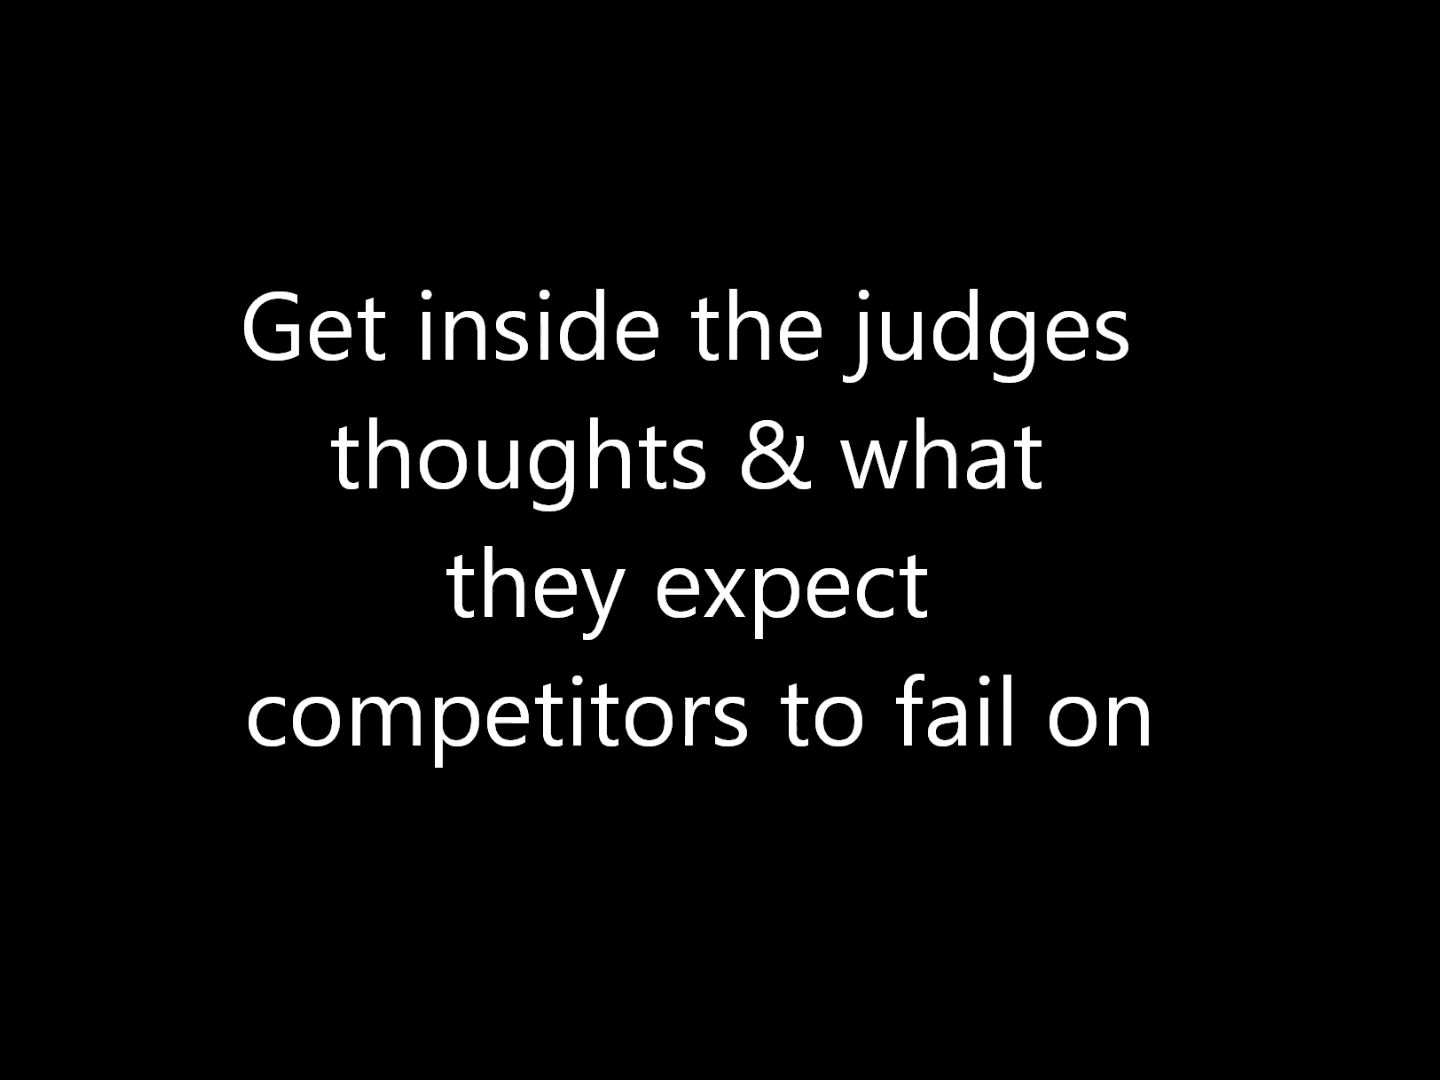 Get inside the judges
thoughts & what
they expect
competitors to fail on